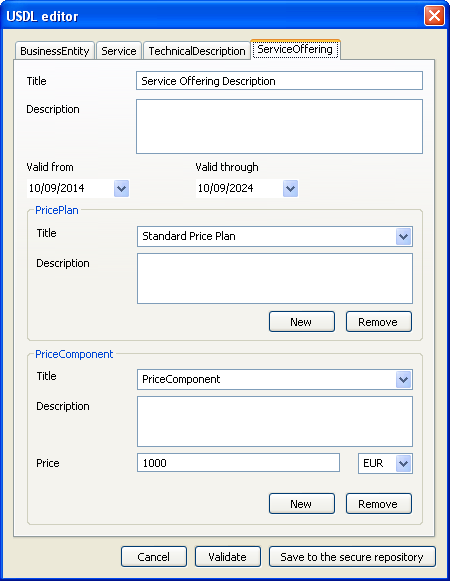 USDL editor
BusinessEntity Service TechnicalDescription ServiceOffering
Title Service Offering Description
Description
Valid from Valid through
10/09/2014 10/09/2024
PricePlan
Title Standard Price Plan
Description
New Remove
PriceComponent
Title PriceComponent
Description
Price 1000 EUR
New Remove
Cancel Validate Save to the secure repository